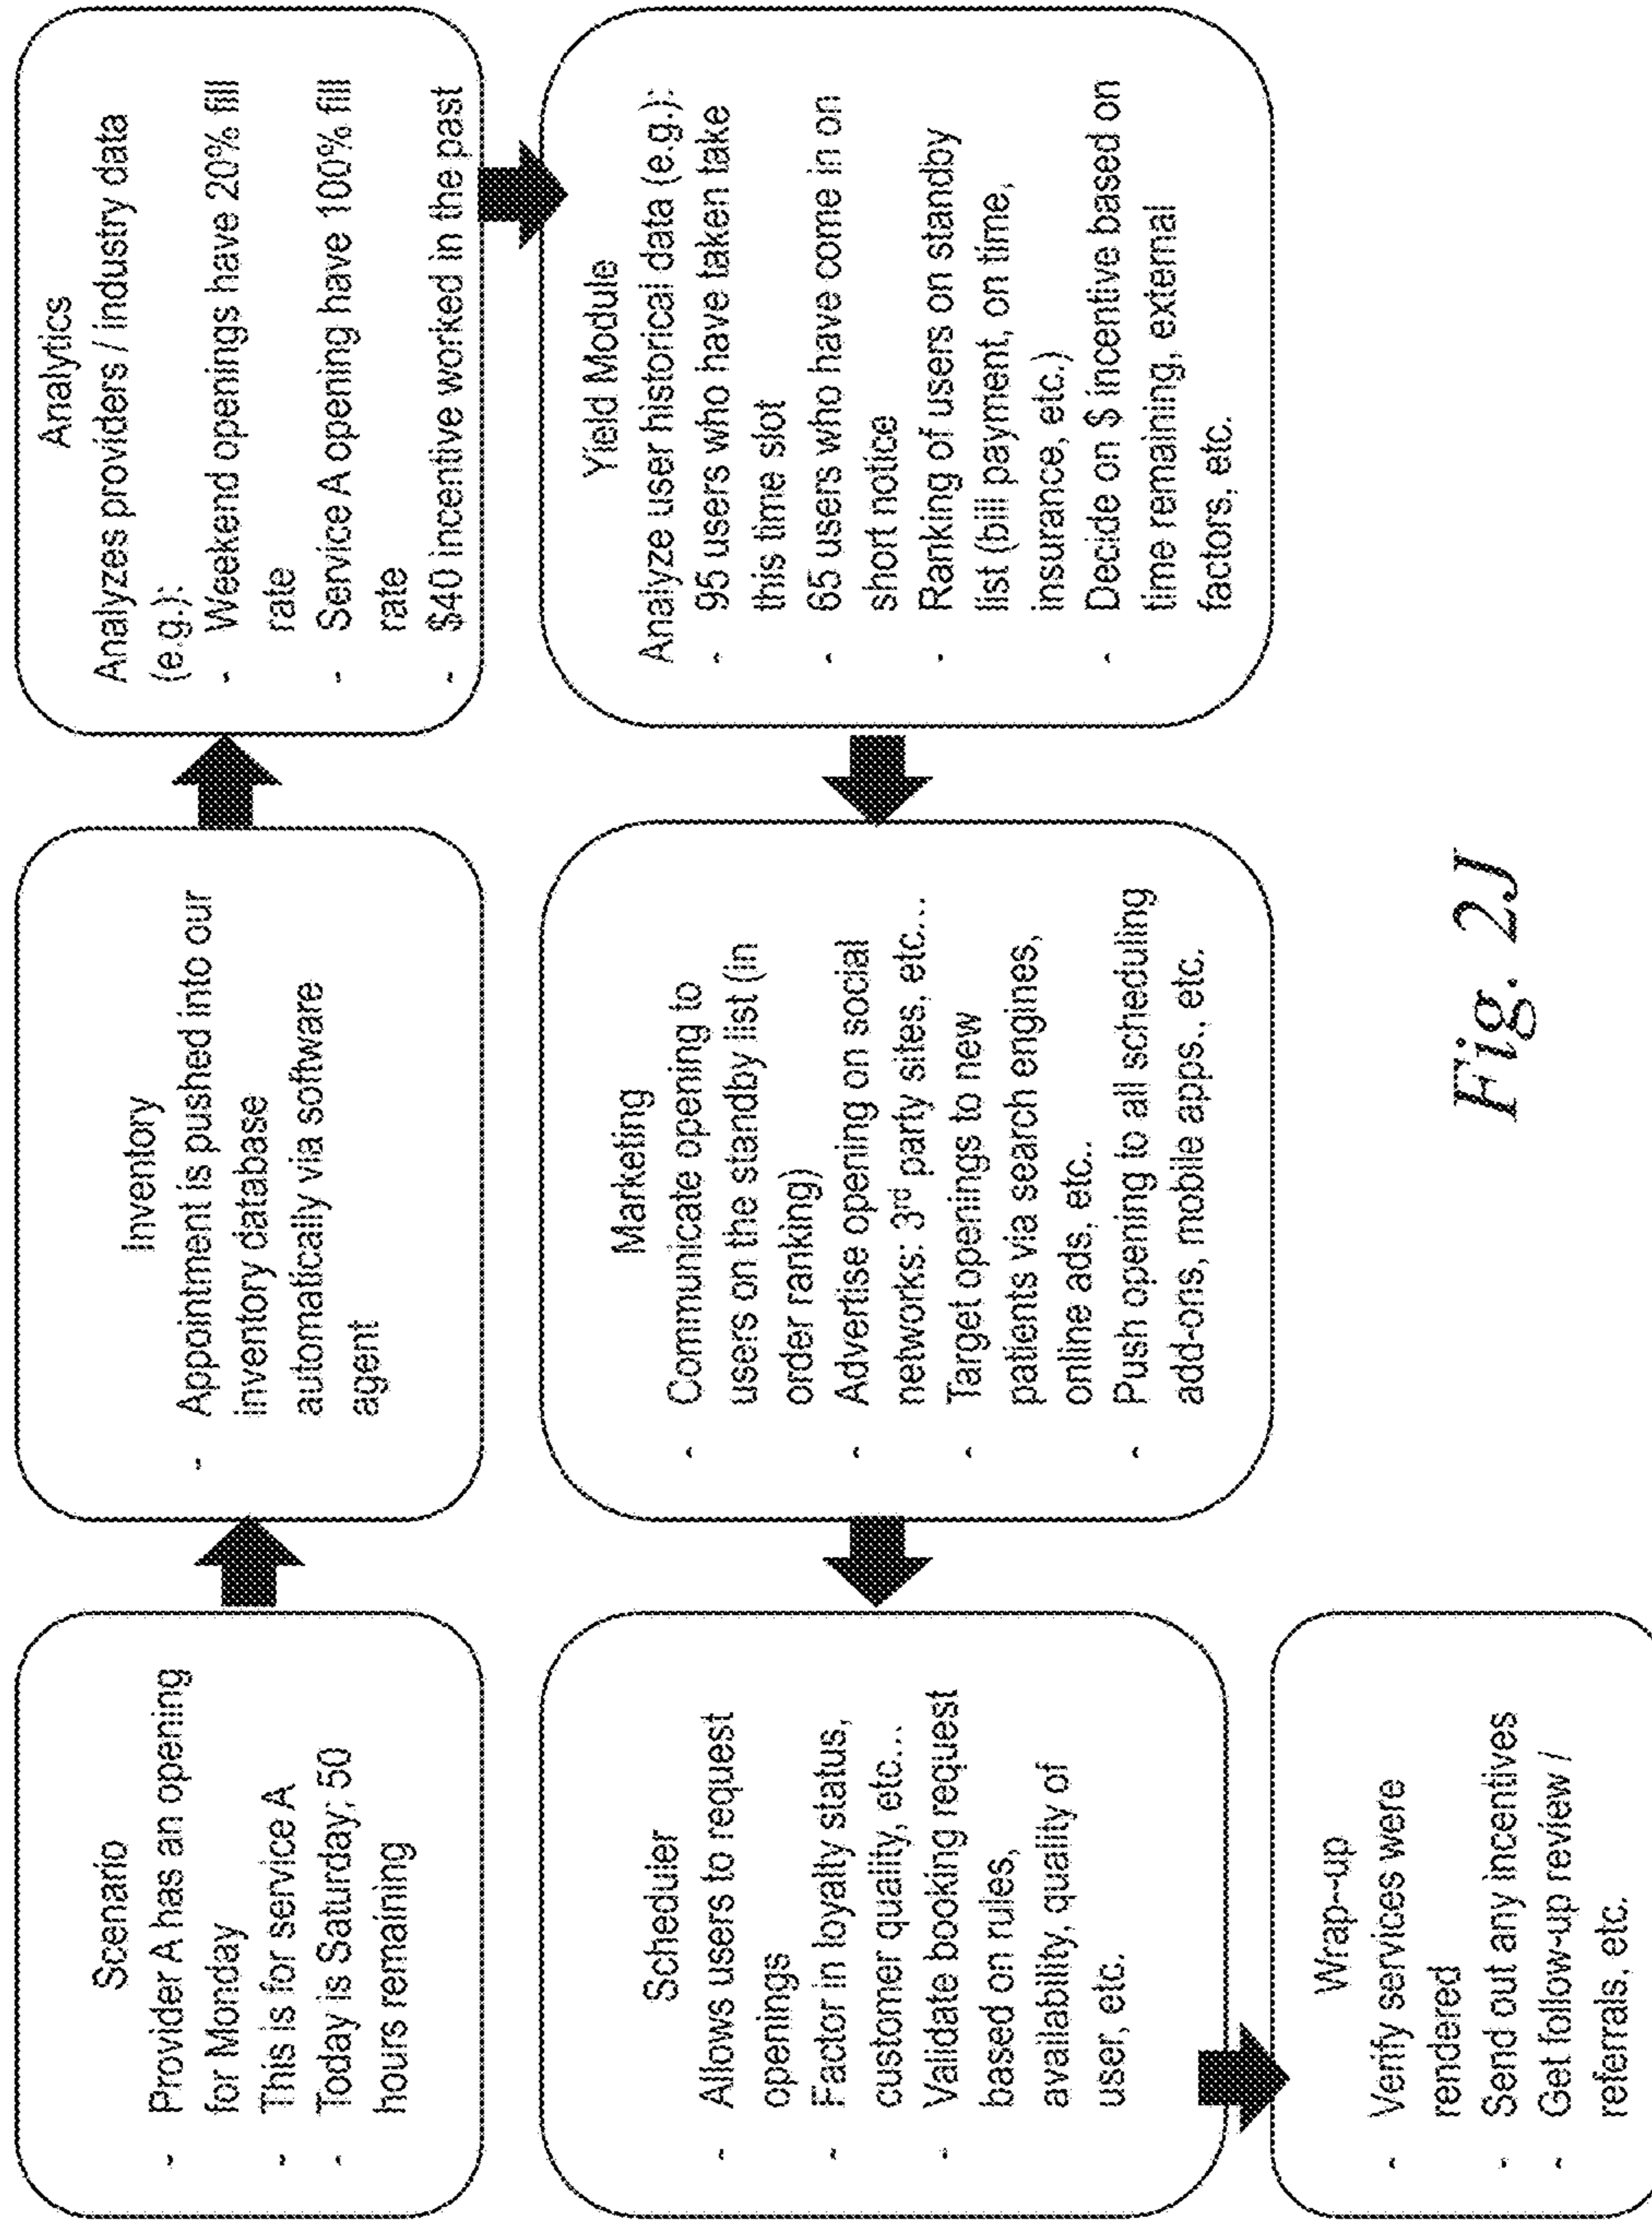 Scenario
- Provider A has an opening
for Monday
- This is for service A
- Today is Saturday; 50
hours remaining
Inventory
- Appointment is pushed into our
inventory database
automatically via software
agent
Analytics
Analyzes providers / industry data
(e.g.):
- Weekend openings have 20% fill
rate
- Service A opening have 100% fill
rate
- $40 incentive worked in the past
Yield Module
Analyze user historical data (e.g.):
- 95 users who have taken take
this time slot
- 65 users who have come in on
short notice
- Ranking of users on standby
list (bill payment, on time,
insurance, etc.)
- Decide on $ incentive based on
time remaining, external
factors, etc.
Marketing
- Communicate opening to
users on the standby list (in
order ranking)
- Advertise opening on social
networks: 3rd party sites, etc...
- Target openings to new
patients via search engines,
online ads, etc..
- Push opening to all scheduling
add-ons, mobile apps., etc.
Scheduler
- Allows users to request
openings
- Factor in loyalty status,
customer quality, etc...
- Validate booking request
based on rules,
availability, quality of
user, etc.
Wrap--up
- Verify services were
rendered
- Send out any incentives
- Get follow-up review /
referrals, etc.
Fig. 2J